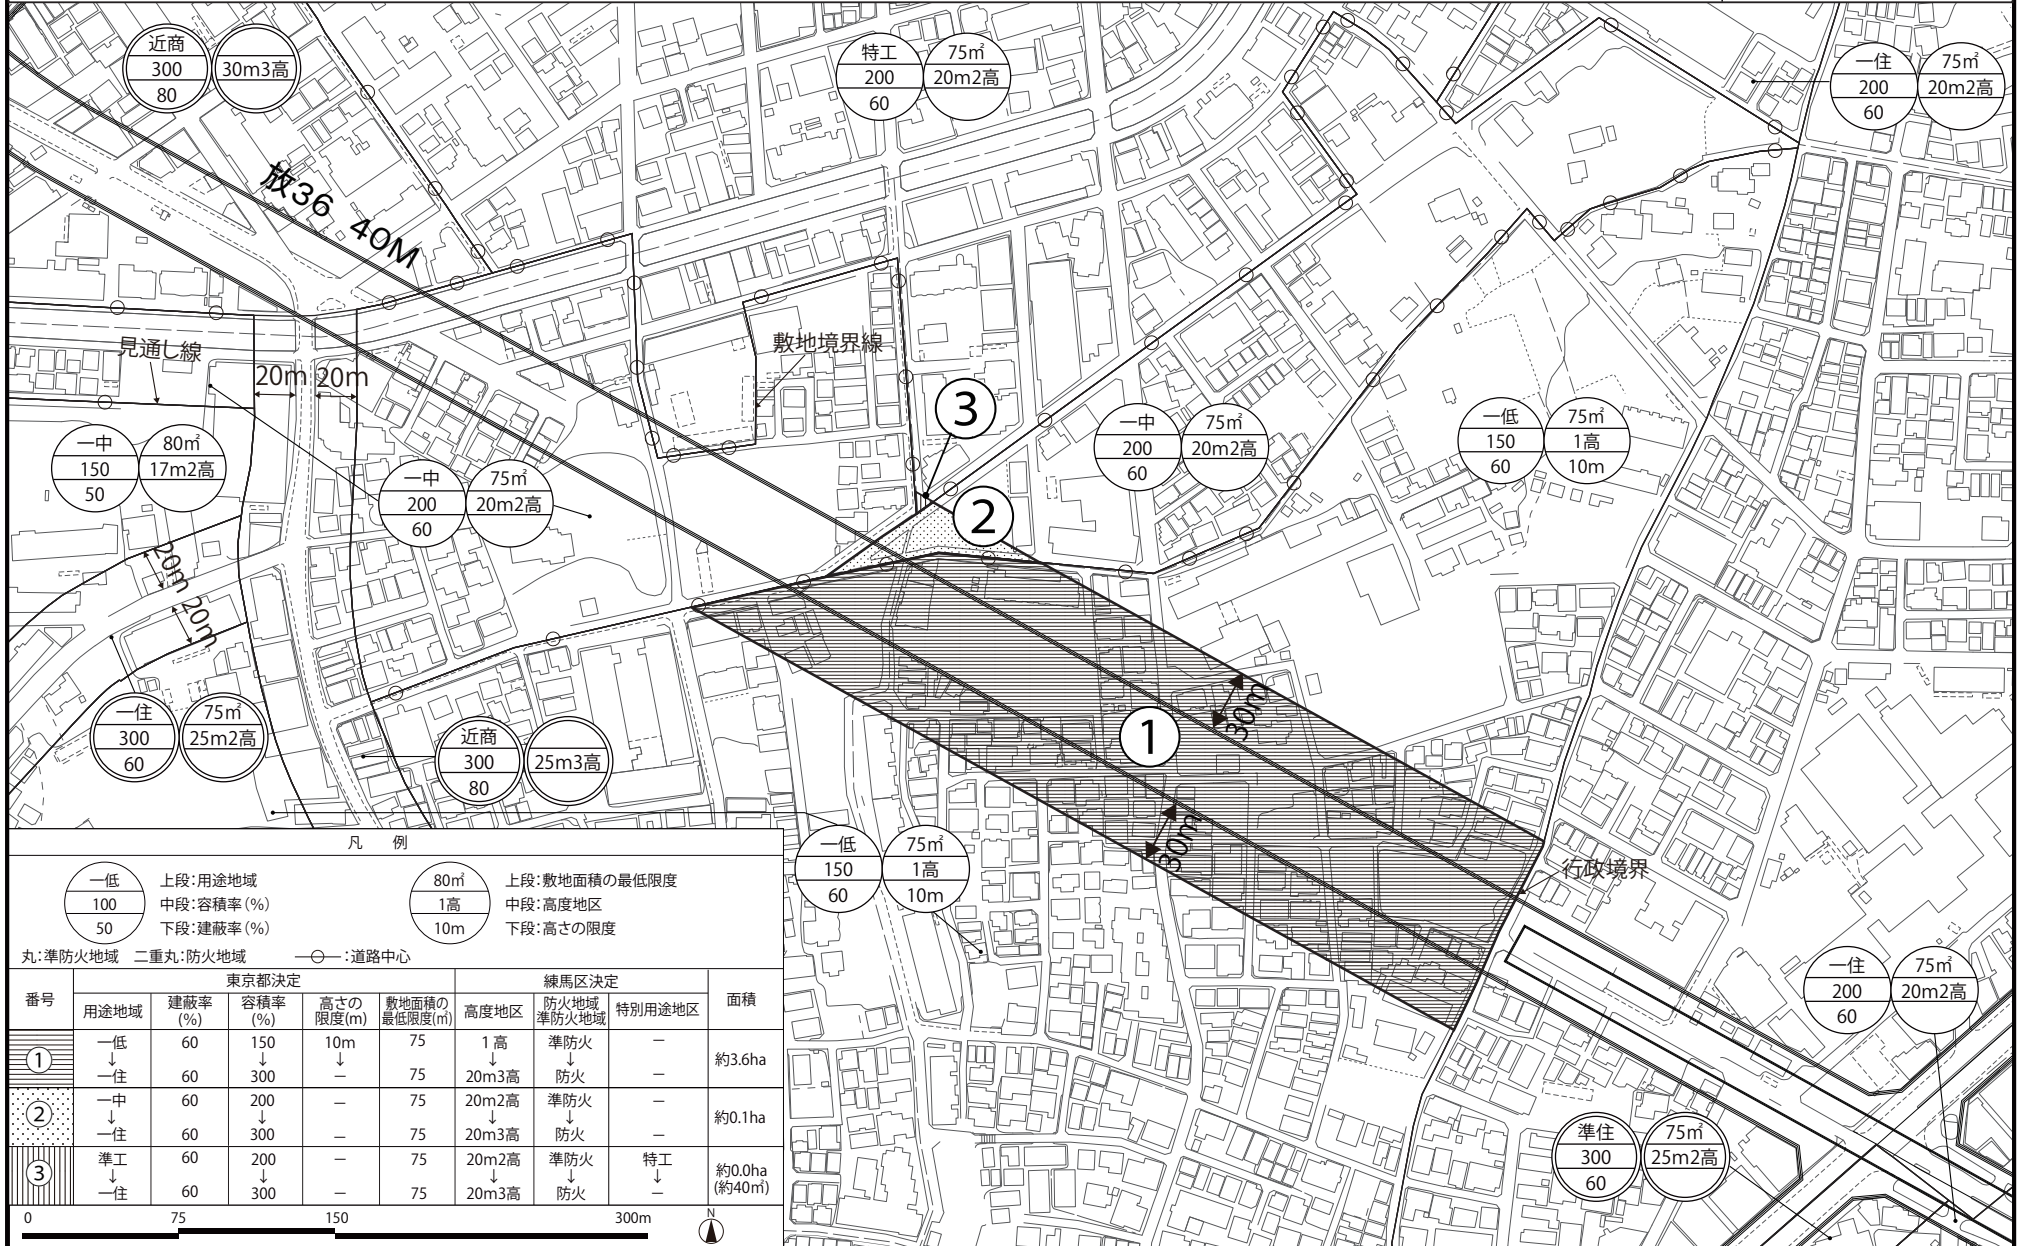 近商
300
80
30m3高
特工
200
60
75㎡
20m2高
一住
200
60
75㎡
20m2高
放36 40M
見通し線
20m 20m
敷地境界線
③
一中
150
50
80㎡
17m2高
一中
200
60
75㎡
20m2高
②
一中
200
60
75㎡
20m2高
一低
150
60
75㎡
1高
10m
20m 20m
一住
300
60
75㎡
25m2高
近商
300
80
25m3高
①
30m
30m
一低
150
60
75㎡
1高
10m
行政境界
一住
200
60
75㎡
20m2高
準住
300
60
75㎡
25m2高
凡 例
一低
100
50
上段:用途地域
中段:容積率(%)
下段:建蔽率(%)
80㎡
1高
10m
上段:敷地面積の最低限度
中段:高度地区
下段:高さの限度
丸:準防火地域 二重丸:防火地域 ―○―:道路中心
番号 東京都決定 練馬区決定 面積
用途地域 建蔽率(%) 容積率(%) 高さの限度(m) 敷地面積の最低限度(㎡) 高度地区 防火地域準防火地域 特別用途地区
① 一低 60 150 10m 75 1高 準防火 － 約3.6ha
↓ ↓ ↓ ↓ ↓
一住 60 300 － 75 20m3高 防火 －
② 一中 60 200 － 75 20m2高 準防火 － 約0.1ha
↓ ↓ ↓ ↓
一住 60 300 － 75 20m3高 防火 －
③ 準工 60 200 － 75 20m2高 準防火 特工 約0.0ha
↓ ↓ ↓ ↓ ↓ (約40㎡)
一住 60 300 － 75 20m3高 防火 －
0 75 150 300m
N